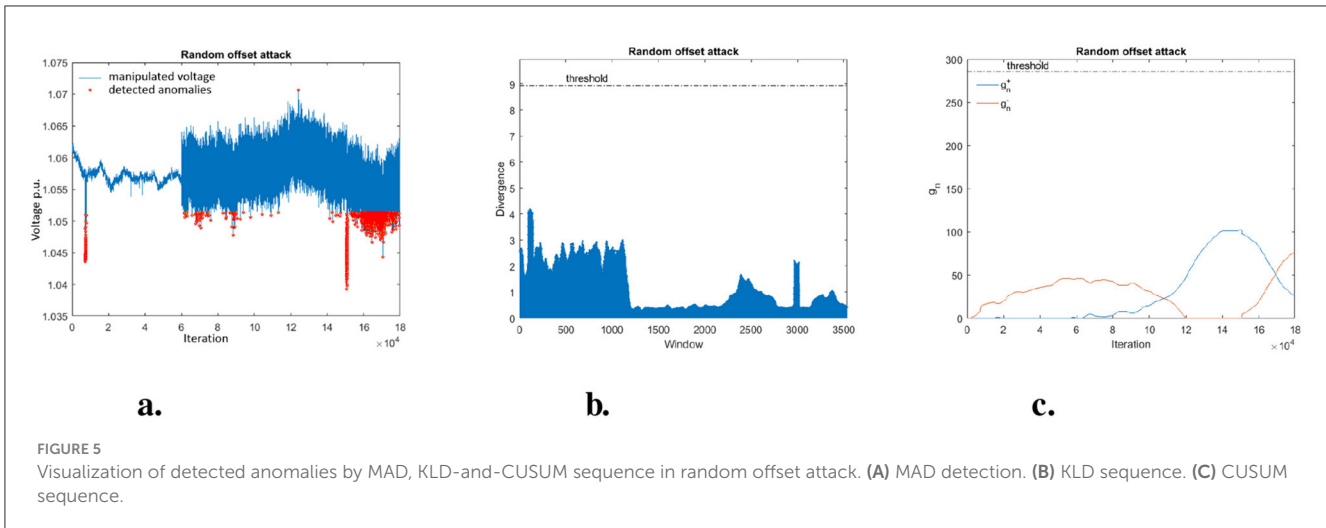 Random offset attack
1.075
1.07
1.065
1.06
1.055
1.05
1.045
1.04
1.035
Voltage p.u.
manipulated voltage
detected anomalies
0 2 4 6 8 10 12 14 16 18
Iteration
× 10^4
a.
Random offset attack
threshold
9
8
7
6
5
4
3
2
1
0
Divergence
0 500 1000 1500 2000 2500 3000 3500
Window
b.
Random offset attack
300
250
200
150
100
50
0
g_n
threshold
g_n^+
g_n^-
0 2 4 6 8 10 12 14 16 18
Iteration
× 10^4
c.
FIGURE 5
Visualization of detected anomalies by MAD, KLD-and-CUSUM sequence in random offset attack. (A) MAD detection. (B) KLD sequence. (C) CUSUM
sequence.